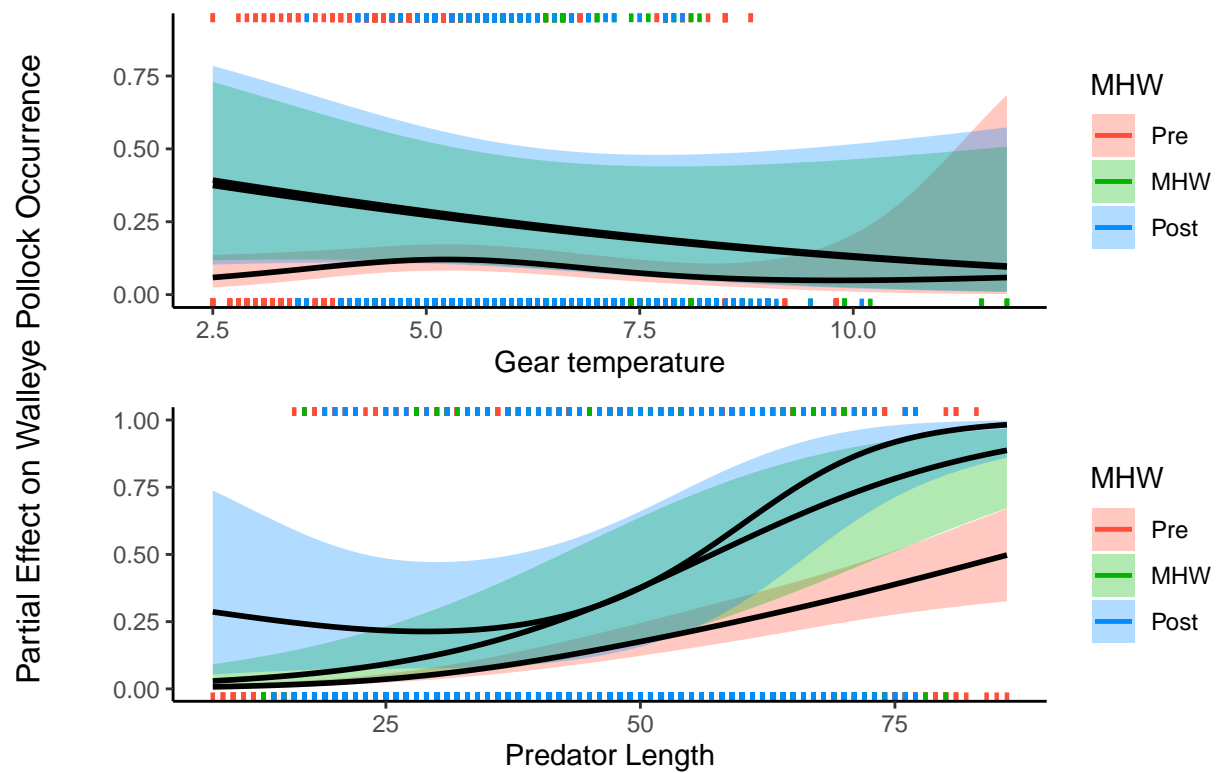 Partial Effect on Walleye Pollock Occurrence
0.75
0.50
0.25
0.00
2.5 5.0 7.5 10.0
Gear temperature
MHW
Pre
MHW
Post
1.00
0.75
0.50
0.25
0.00
25 50 75
Predator Length
MHW
Pre
MHW
Post